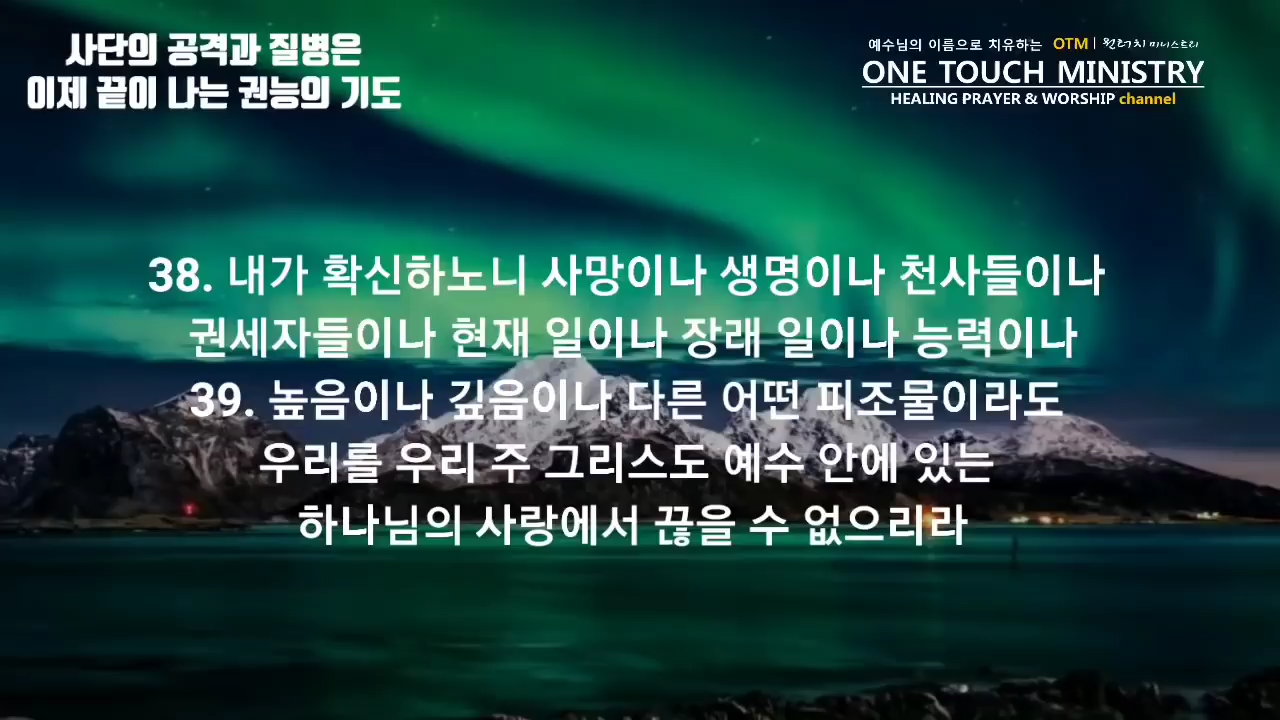 사단의 공격과 질병은
이제 끝이 나는 권능의 기도
예수님의 이름으로 치유하는 OTM | 원터치 미니스트리
ONE TOUCH MINISTRY
HEALING PRAYER & WORSHIP channel
38. 내가 확신하노니 사망이나 생명이나 천사들이나
권세자들이나 현재 일이나 장래 일이나 능력이나
39. 높음이나 깊음이나 다른 어떤 피조물이라도
우리를 우리 주 그리스도 예수 안에 있는
하나님의 사랑에서 끊을 수 없으리라